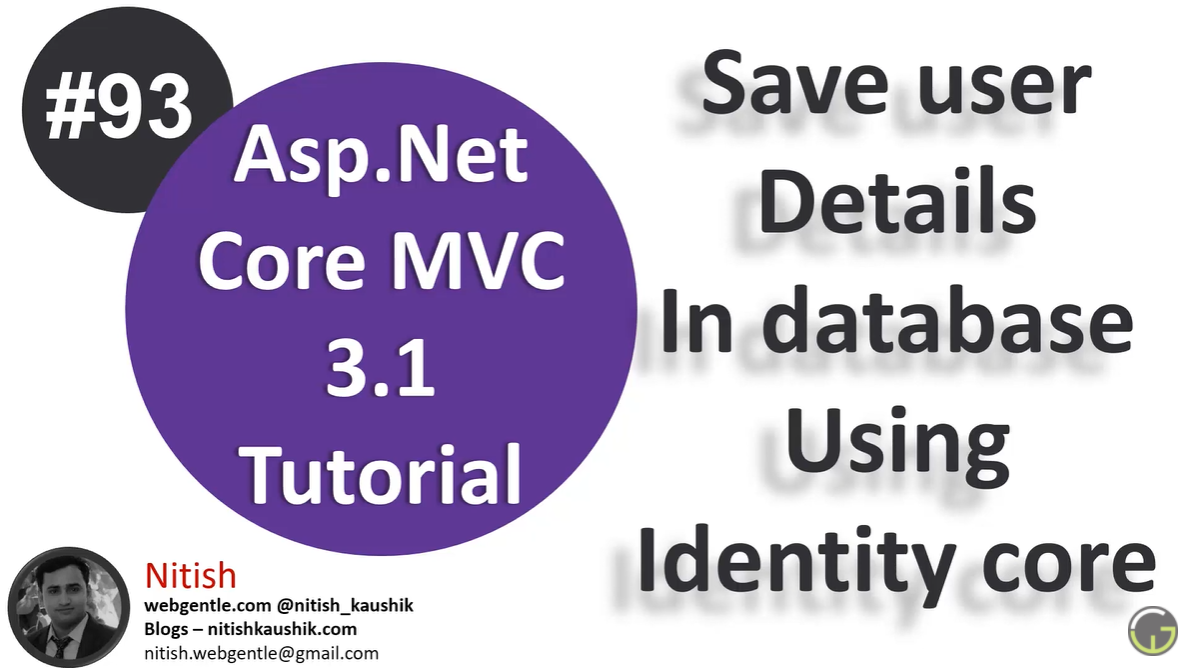 #93
Asp.Net
Core MVC
3.1
Tutorial
Save user
Details
In database
Using
Identity core
Nitish
webgentle.com @nitish_kaushik
Blogs – nitishkaushik.com
nitish.webgentle@gmail.com